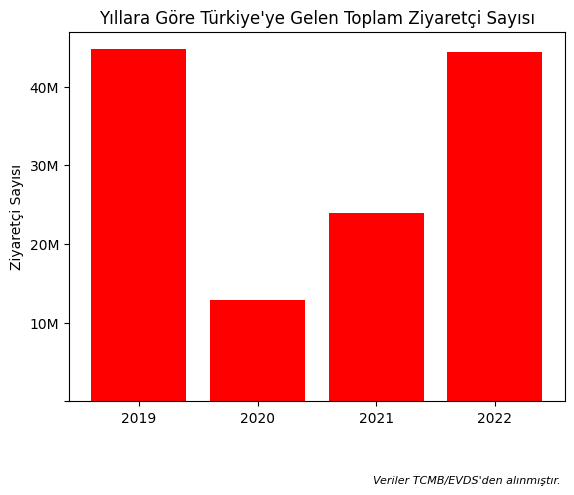 Yıllara Göre Türkiye'ye Gelen Toplam Ziyaretçi Sayısı
Ziyaretçi Sayısı
40M
30M
20M
10M
2019 2020 2021 2022
Veriler TCMB/EVDS'den alınmıştır.